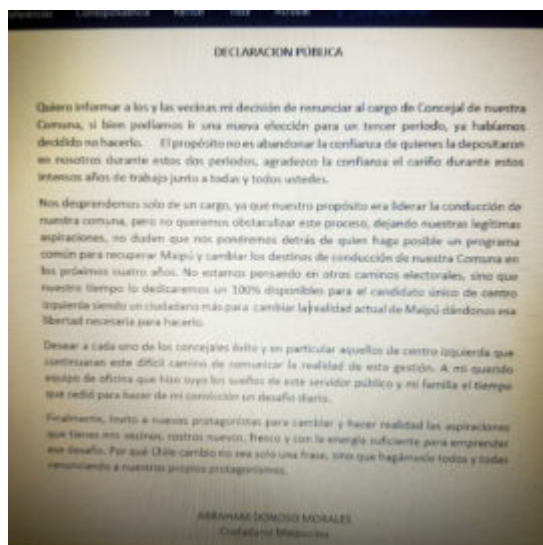 Referencias Correspondencia Revisar Vista Acrobat
DECLARACION PÚBLICA
Quiero informar a los y las vecinas mi decisión de renunciar al cargo de Concejal de nuestra
Comuna, si bien podíamos ir una nueva elección para un tercer periodo, ya habíamos
decidido no hacerlo. El propósito no es abandonar la confianza de quienes la depositaron
en nosotros durante estos dos periodos, agradezco la confianza el cariño durante estos
intensos años de trabajo junto a todas y todos ustedes.
Nos desprendemos solo de un cargo, ya que nuestro propósito era liderar la conducción de
nuestra comuna, pero no queremos obstaculizar este proceso, dejando nuestras legítimas
aspiraciones, no duden que nos pondremos detrás de quien haga posible un programa
común para recuperar Maipú y cambiar los destinos de conducción de nuestra Comuna en
los próximos cuatro años. No estamos pensando en otros caminos electorales, sino que
nuestro tiempo lo dedicaremos un 100% disponibles para el candidato único de centro
izquierda siendo un ciudadano más para cambiar la realidad actual de Maipú dándonos esa
libertad necesaria para hacerlo.
Desear a cada uno de los concejales éxito y en particular aquellos de centro izquierda que
continuaran este difícil camino de comunicar la realidad de esta gestión. A mi querido
equipo de oficina que hizo suyo los sueños de este servidor público y mi familia el tiempo
que cedió para hacer de mi convicción un desafío diario.
Finalmente, invito a nuevos protagonistas para cambiar y hacer realidad las aspiraciones
que tienes mis vecinos, rostros nuevos, fresco y con la energía suficiente para emprender
ese desafío. Por qué Chile cambio no sea solo una frase, sino que hagámoslo todos y todas
renunciando a nuestros propios protagonismos.
ABRAHAM DONOSO MORALES
Ciudadano Maipucino